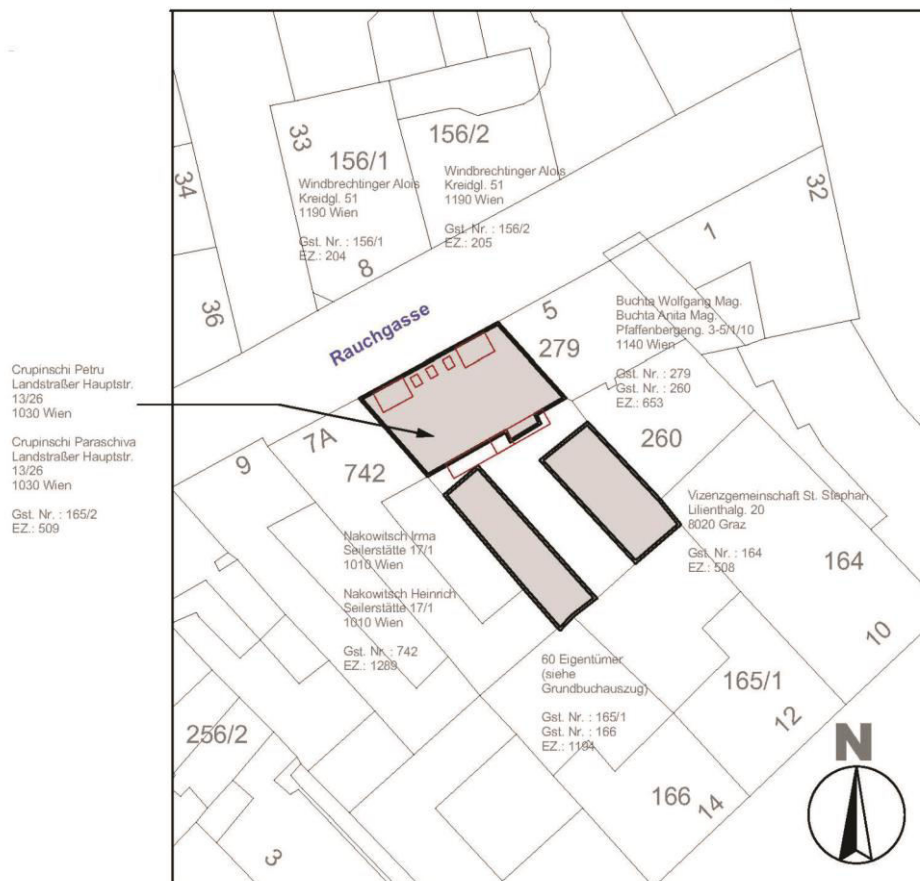 33
156/1
156/2
Windbrechtinger Alois
Kreidgl. 51
1190 Wien
Gst. Nr. : 156/1
EZ.: 204
Windbrechtinger Alois
Kreidgl. 51
1190 Wien
Gst. Nr. : 156/2
EZ.: 205
34
36
8
32
1
Rauchgasse
5
279
Buchta Wolfgang Mag.
Buchta Anita Mag.
Pfaffenbergeng. 3-5/1/10
1140 Wien
Gst. Nr. : 279
Gst. Nr. : 260
EZ.: 653
Crupinschi Petru
Landstraßer Hauptstr.
13/26
1030 Wien
Crupinschi Paraschiva
Landstraßer Hauptstr.
13/26
1030 Wien
Gst. Nr. : 165/2
EZ.: 509
9
7A
742
260
Vizenzgemeinschaft St. Stephan
Lilienthalg. 20
8020 Graz
Gst. Nr. : 164
EZ.: 508
164
10
Nakowitsch Irma
Seilerstätte 17/1
1010 Wien
Nakowitsch Heinrich
Seilerstätte 17/1
1010 Wien
Gst. Nr. : 742
EZ.: 1289
60 Eigentümer
(siehe
Grundbuchauszug)
Gst. Nr. : 165/1
Gst. Nr. : 166
EZ.: 1194
165/1
12
256/2
166
14
3
N